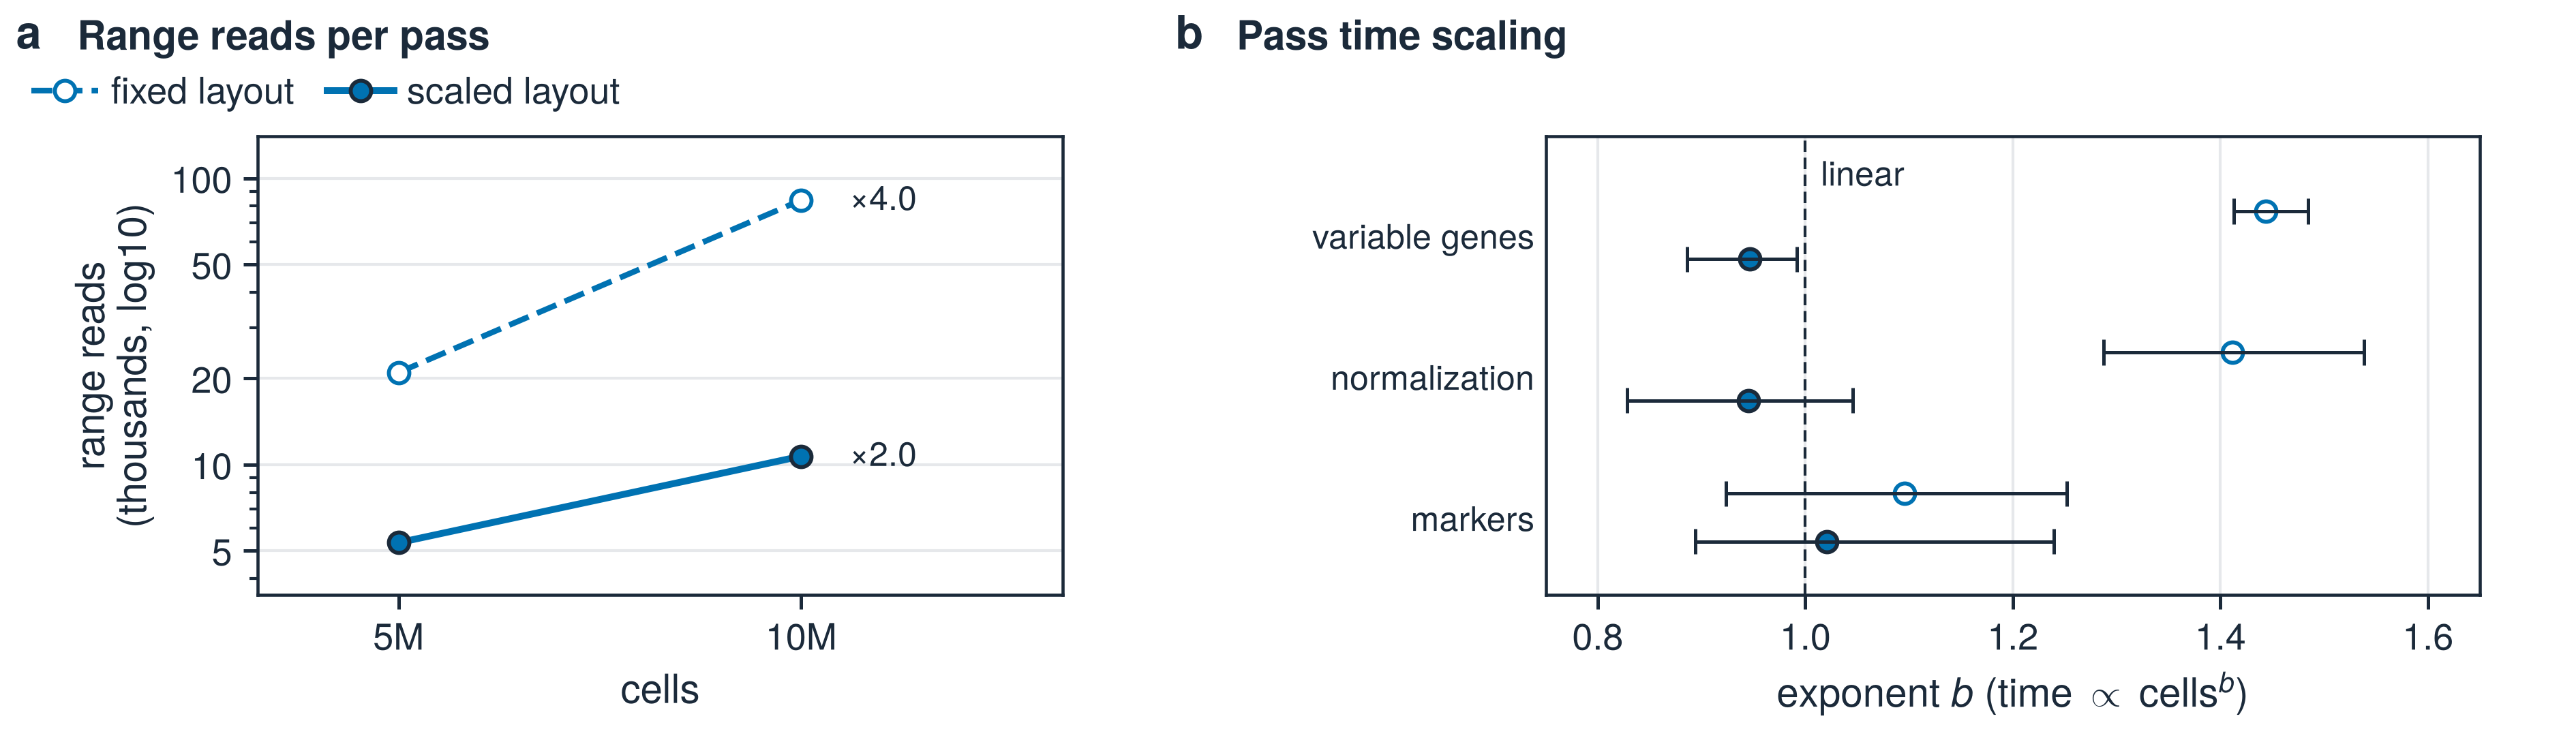 a Range reads per pass
fixed layout
scaled layout
range reads
(thousands, log10)
100
50
20
10
5
×4.0
×2.0
5M
10M
cells
b Pass time scaling
linear
variable genes
normalization
markers
0.8
1.0
1.2
1.4
1.6
exponent b (time ∝ cells^b)